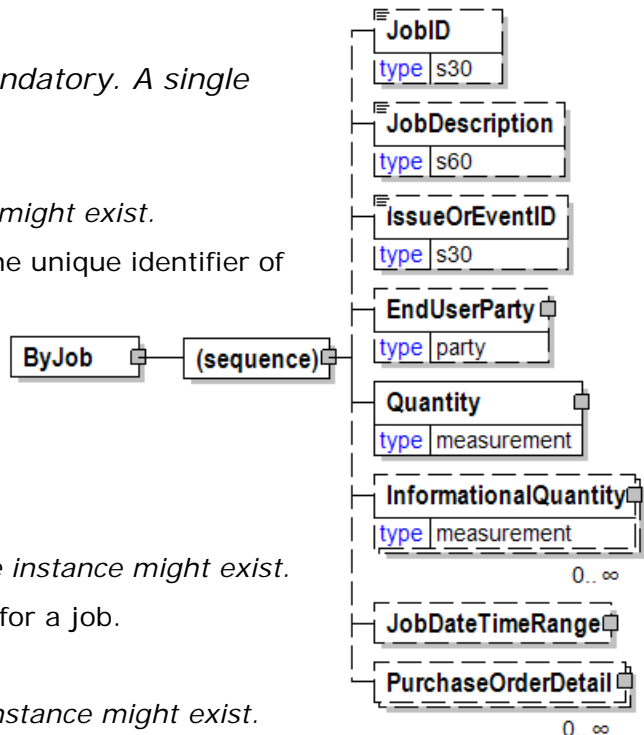 ndatory. A single
might exist.
ne unique identifier of
ByJob
(sequence)
JobID
type s30
JobDescription
type s60
IssueOrEventID
type s30
EndUserParty
type party
Quantity
type measurement
InformationalQuantity
type measurement
0.. ∞
JobDateTimeRange
PurchaseOrderDetail
0.. ∞
e instance might exist.
for a job.
nstance might exist.